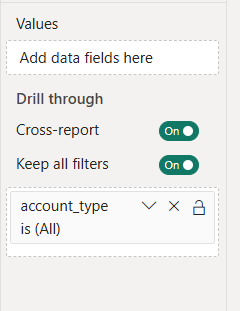 Values
Add data fields here
Drill through
Cross-report
On
Keep all filters
On
account_type
is (All)